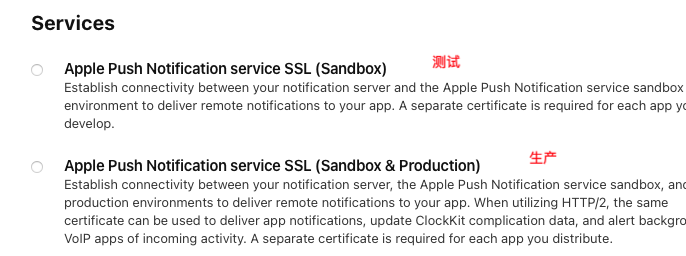 Services
Apple Push Notification service SSL (Sandbox) 测试
Establish connectivity between your notification server and the Apple Push Notification service sandbox
environment to deliver remote notifications to your app. A separate certificate is required for each app
develop.
Apple Push Notification service SSL (Sandbox & Production) 生产
Establish connectivity between your notification server, the Apple Push Notification service sandbox, and
production environments to deliver remote notifications to your app. When utilizing HTTP/2, the same
certificate can be used to deliver app notifications, update ClockKit complication data, and alert
VoIP apps of incoming activity. A separate certificate is required for each app you distribute.